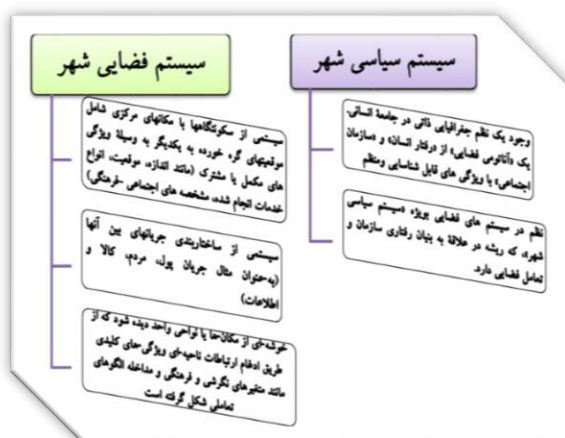 سیستم سیاسی شهر
وجود یک نظم جغرافیایی ذاتی در جامعهٔ انسانی.
یک «آناتومی فضایی» از «رفتار انسان» و «سازمان
اجتماعی» با ویژگی های قابل شناسایی ومنظم
نظم در سیستم های فضایی بویژه «سیستم سیاسی
شهر»، که ریشه در علاقهٔ به بنیان رفتاری سازمان و
تعامل فضایی دارد.
سیستم فضایی شهر
سیستمی از سکونتگاهها یا مکانهای مرکزی شامل
موقعیتهای گره خورده به یکدیگر به وسیلهٔ ویژگی
های مکمل یا مشترک (مانند اندازه، موقعیت، انواع
خدمات انجام شده، مشخصه های اجتماعی -فرهنگی)
سیستمی از ساختاربندی جریانهای بین آنها
(به‌عنوان مثال جریان پول، مردم، کالا و
اطلاعات)
خوشه‌ای از مکان‌ها یا نواحی واحد دیده شود که از
طریق ادغام ارتباطات ناحیه‌ای ویژگی‌های کلیدی
مانند متغیرهای نگرشی و فرهنگی و مداخله الگوهای
تعاملی شکل گرفته است